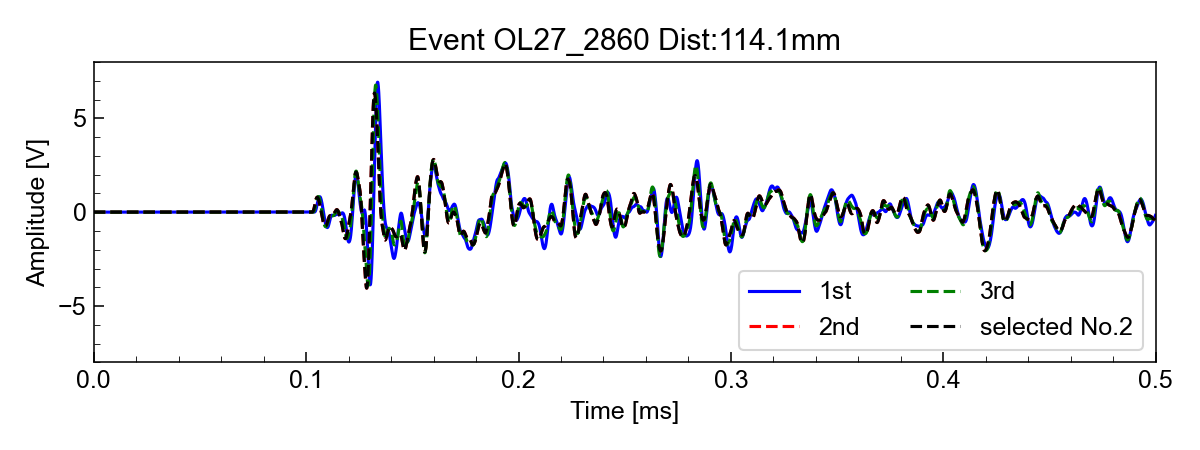 Event OL27_2860 Dist:114.1mm
Amplitude [V]
5
0
−5
1st
2nd
3rd
selected No.2
0.0 0.1 0.2 0.3 0.4 0.5
Time [ms]